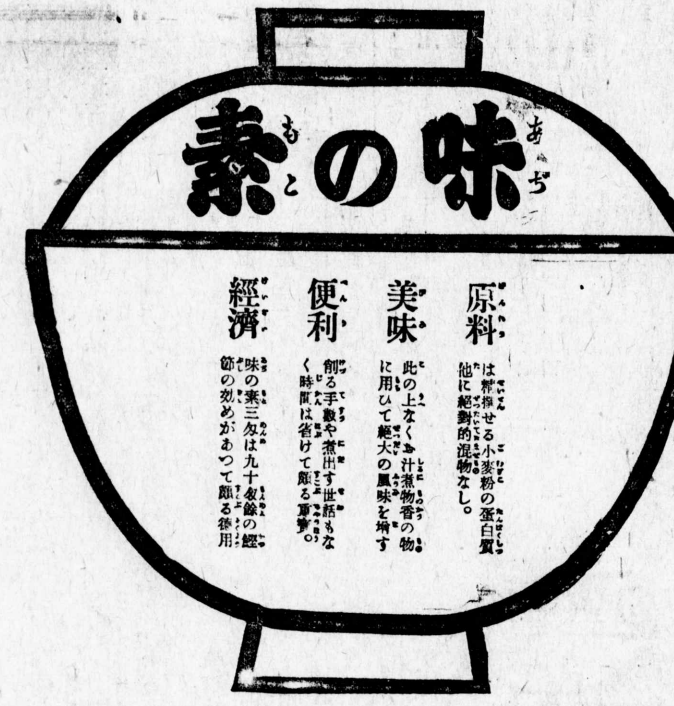 味の素
原料
は精撰せる小麥粉の蛋白質
他に絕對的混物なし。
美味
此の上なくお汁煮物香の物
に用ひて絕大の風味を增す
便利
削る手數や煮出す世話もな
く時間は省けて頗る重寶。
經濟
味の素三匁は九十匁餘の鰹
節の効めがあつて頗る德用